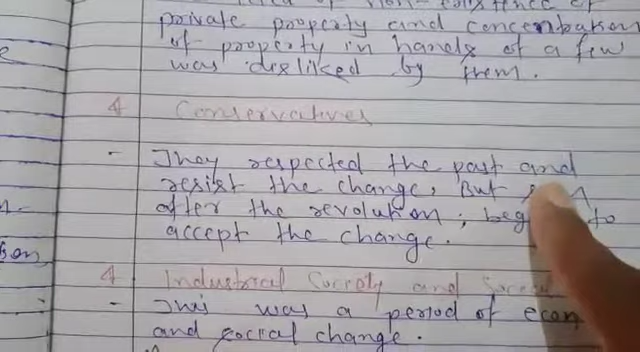 private property and concentration
of property in hands of a few
was disliked by them.
4 Conservatives
- They respected the past and
resist the change, But
after the revolution, beg to
accept the change.
4 Industrial Society and
- This was a period of econ
and social change.